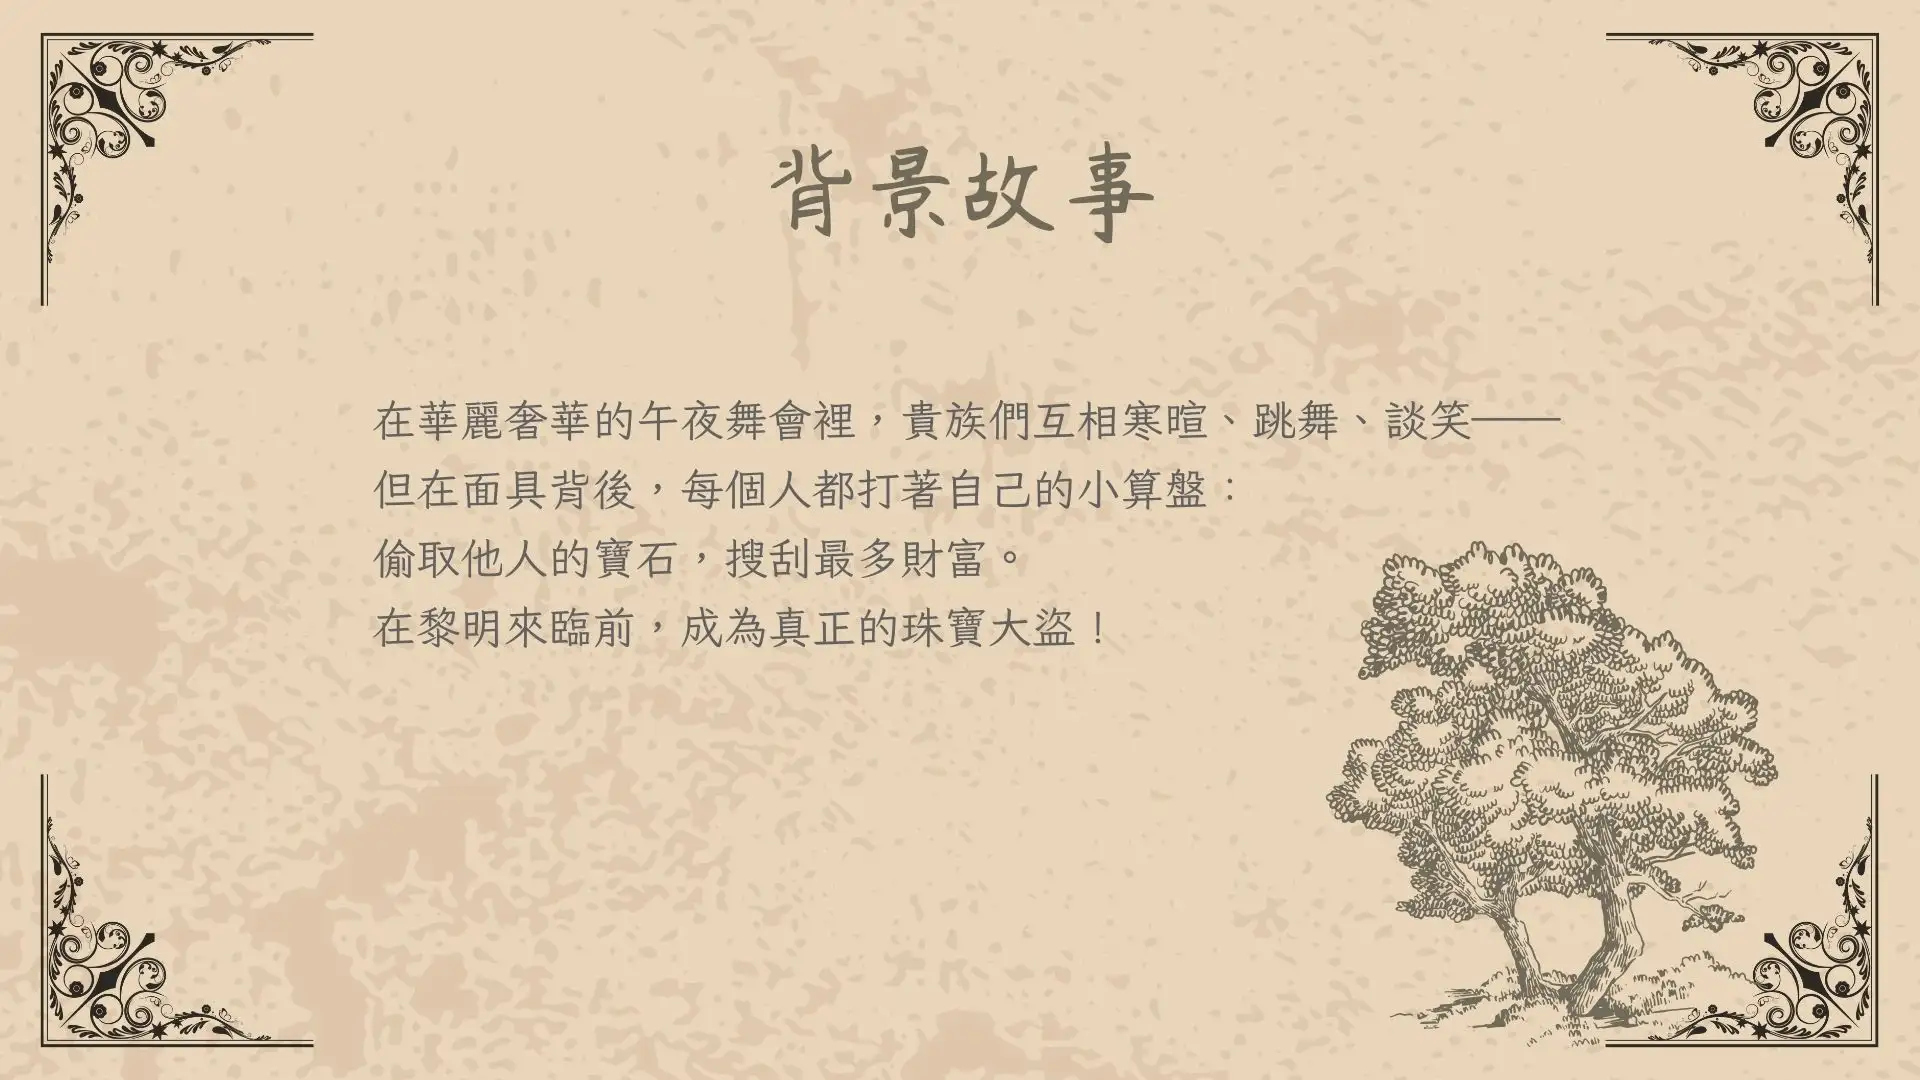 背景故事
在華麗奢華的午夜舞會裡，貴族們互相寒暄、跳舞、談笑——
但在面具背後，每個人都打著自己的小算盤：
偷取他人的寶石，搜刮最多財富。
在黎明來臨前，成為真正的珠寶大盜！